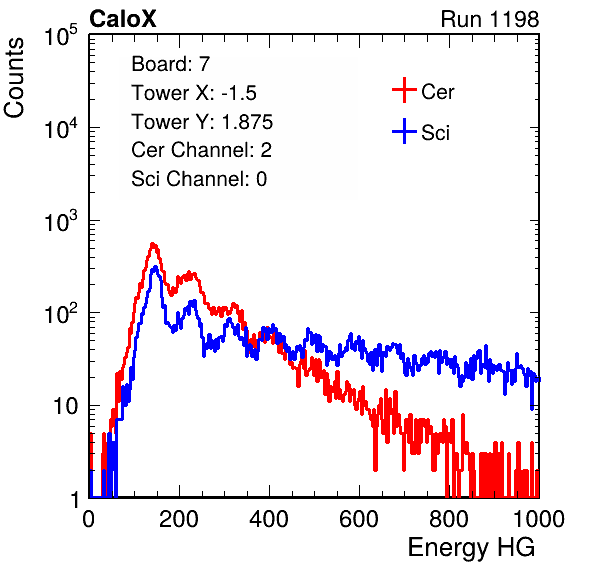 CaloX Run 1198
Counts
Board: 7
Tower X: -1.5
Tower Y: 1.875
Cer Channel: 2
Sci Channel: 0
Cer
Sci
10^5
10^4
10^3
10^2
10
1
0 200 400 600 800 1000
Energy HG